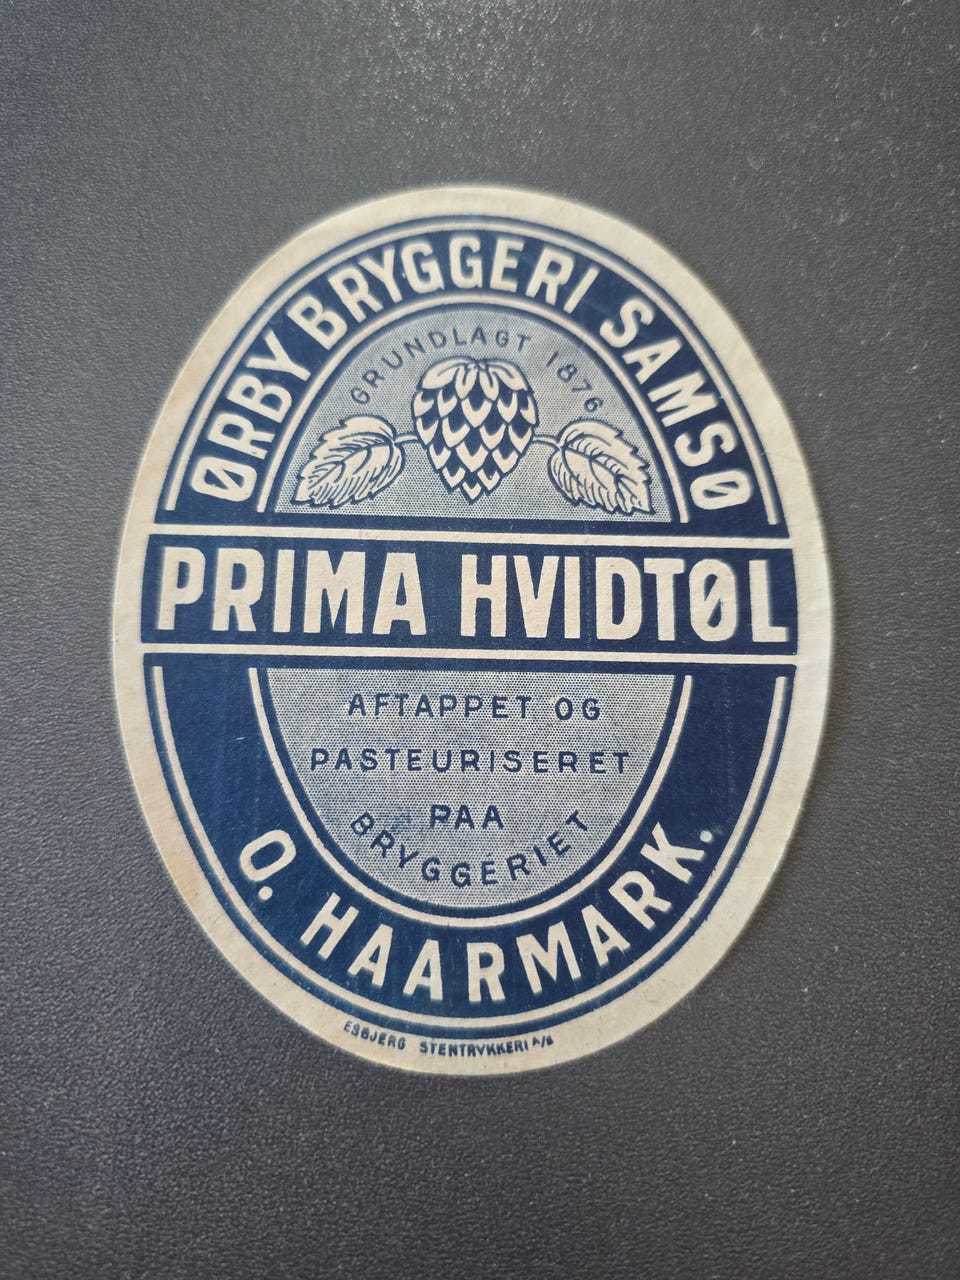 ØRBY BRYGGERI SAMSØ
GRUNDLAGT 1876
PRIMA HVIDTØL
AFTAPPET OG
PASTEURISERET
PAA
BRYGGERIET
O. HAARMARK.
ESBJERG STENTRYKKERI A/S